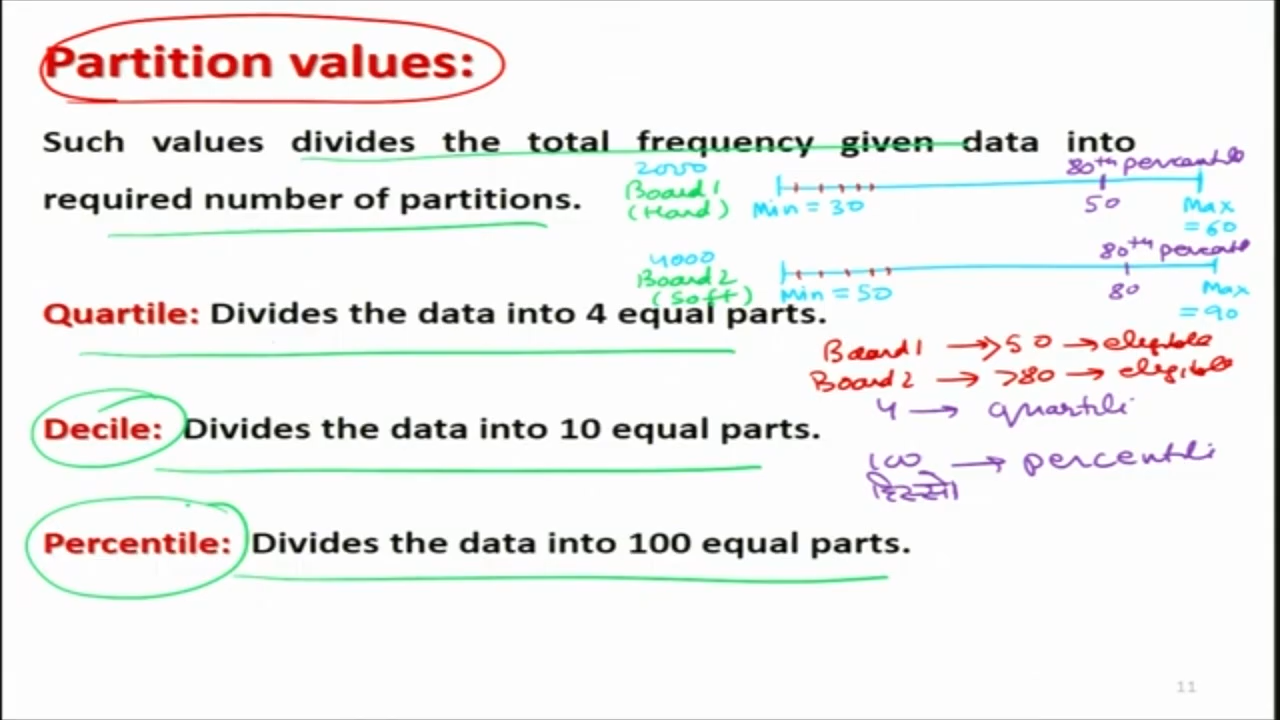 Partition values:
Such values divides the total frequency given data into
required number of partitions.
2000
Board 1
(Hard)
80th percentile
Min = 30
50
Max
= 60
4000
Board 2
(Soft)
80th percentile
Min = 50
80
Max
= 90
Quartile: Divides the data into 4 equal parts.
Board 1 → >50 → eligible
Board 2 → >80 → eligible
4 → quartile
Decile: Divides the data into 10 equal parts.
100 → percentile
हिस्सो
Percentile: Divides the data into 100 equal parts.
11